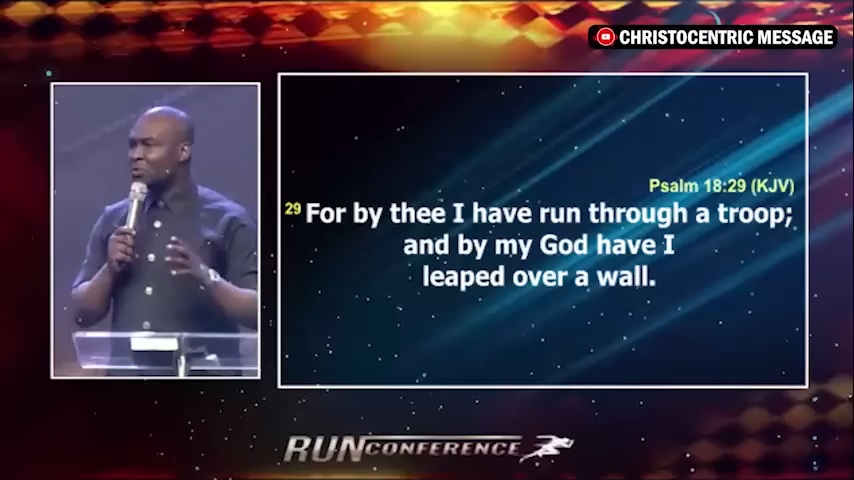 CHRISTOCENTRIC MESSAGE
Psalm 18:29 (KJV)
29 For by thee I have run through a troop;
and by my God have I
leaped over a wall.
RUN CONFERENCE